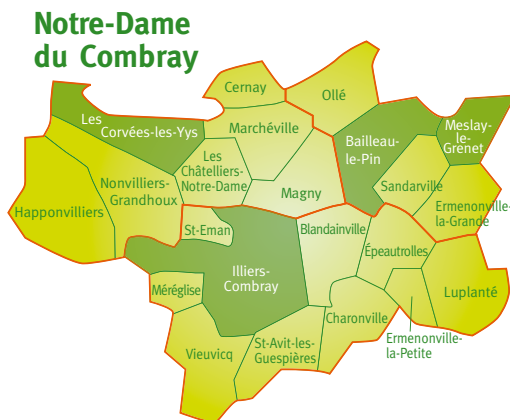 Notre-Dame
du Combray
Cernay
Ollé
Les
Corvées-les-Yys
Marchéville
Bailleau-
le-Pin
Meslay-
le-
Grenet
Les
Châtelliers-
Notre-Dame
Nonvilliers-
Grandhoux
Magny
Sandarville
Happonvilliers
Ermenonville-
la-Grande
St-Eman
Blandainville
Épeautrolles
Illiers-
Combray
Méréglise
Luplanté
Charonville
Ermenonville-
la-Petite
Vieuvicq
St-Avit-les-
Guespières